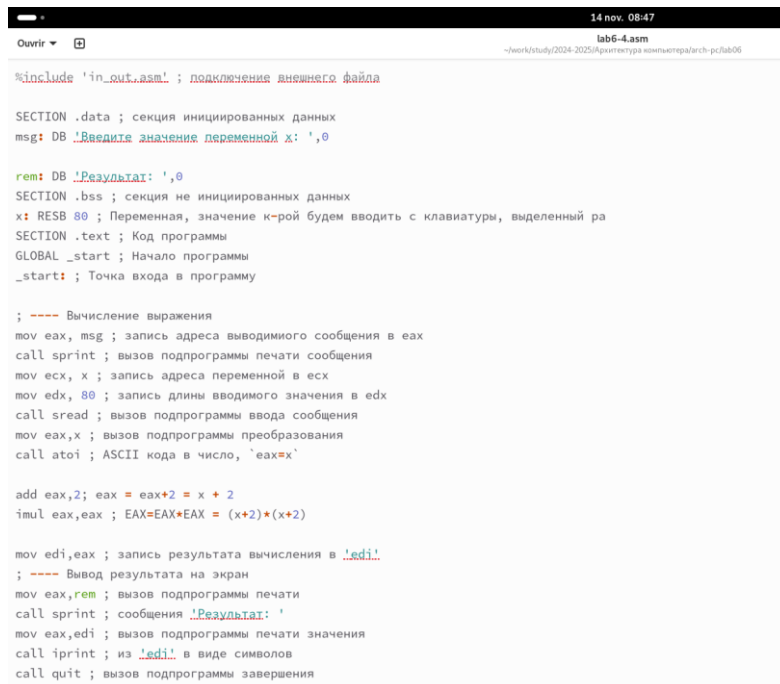 14 nov. 08:47
Ouvrir
lab6-4.asm
~/work/study/2024-2025/Архитектура компьютера/arch-pc/lab06
%include 'in_out.asm' ; подключение внешнего файла
SECTION .data ; секция инициированных данных
msg: DB 'Введите значение переменной x: ',0
rem: DB 'Результат: ',0
SECTION .bss ; секция не инициированных данных
x: RESB 80 ; Переменная, значение к-рой будем вводить с клавиатуры, выделенный ра
SECTION .text ; Код программы
GLOBAL _start ; Начало программы
_start: ; Точка входа в программу
; ---- Вычисление выражения
mov eax, msg ; запись адреса выводимиого сообщения в eax
call sprint ; вызов подпрограммы печати сообщения
mov ecx, x ; запись адреса переменной в ecx
mov edx, 80 ; запись длины вводимого значения в edx
call sread ; вызов подпрограммы ввода сообщения
mov eax,x ; вызов подпрограммы преобразования
call atoi ; ASCII кода в число, `eax=x`
add eax,2; eax = eax+2 = x + 2
imul eax,eax ; EAX=EAX*EAX = (x+2)*(x+2)
mov edi,eax ; запись результата вычисления в 'edi'
; ---- Вывод результата на экран
mov eax,rem ; вызов подпрограммы печати
call sprint ; сообщения 'Результат: '
mov eax,edi ; вызов подпрограммы печати значения
call iprint ; из 'edi' в виде символов
call quit ; вызов подпрограммы завершения